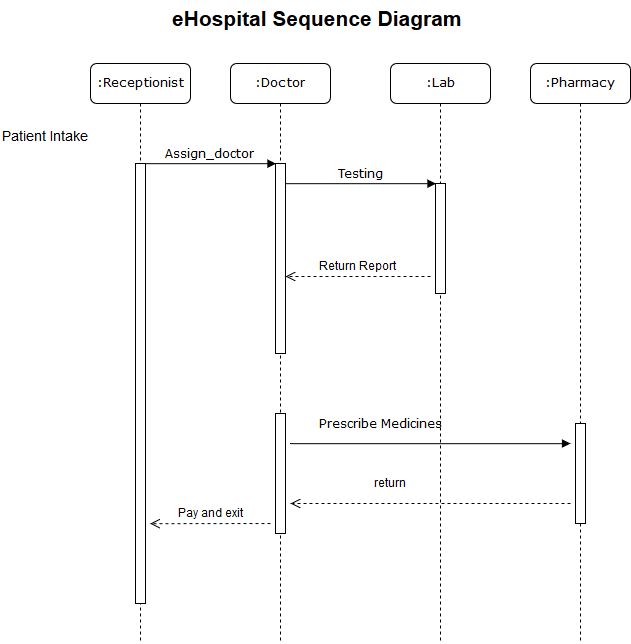 eHospital Sequence Diagram
:Receptionist
:Doctor
:Lab
:Pharmacy
Patient Intake
Assign_doctor
Testing
Return Report
Prescribe Medicines
return
Pay and exit